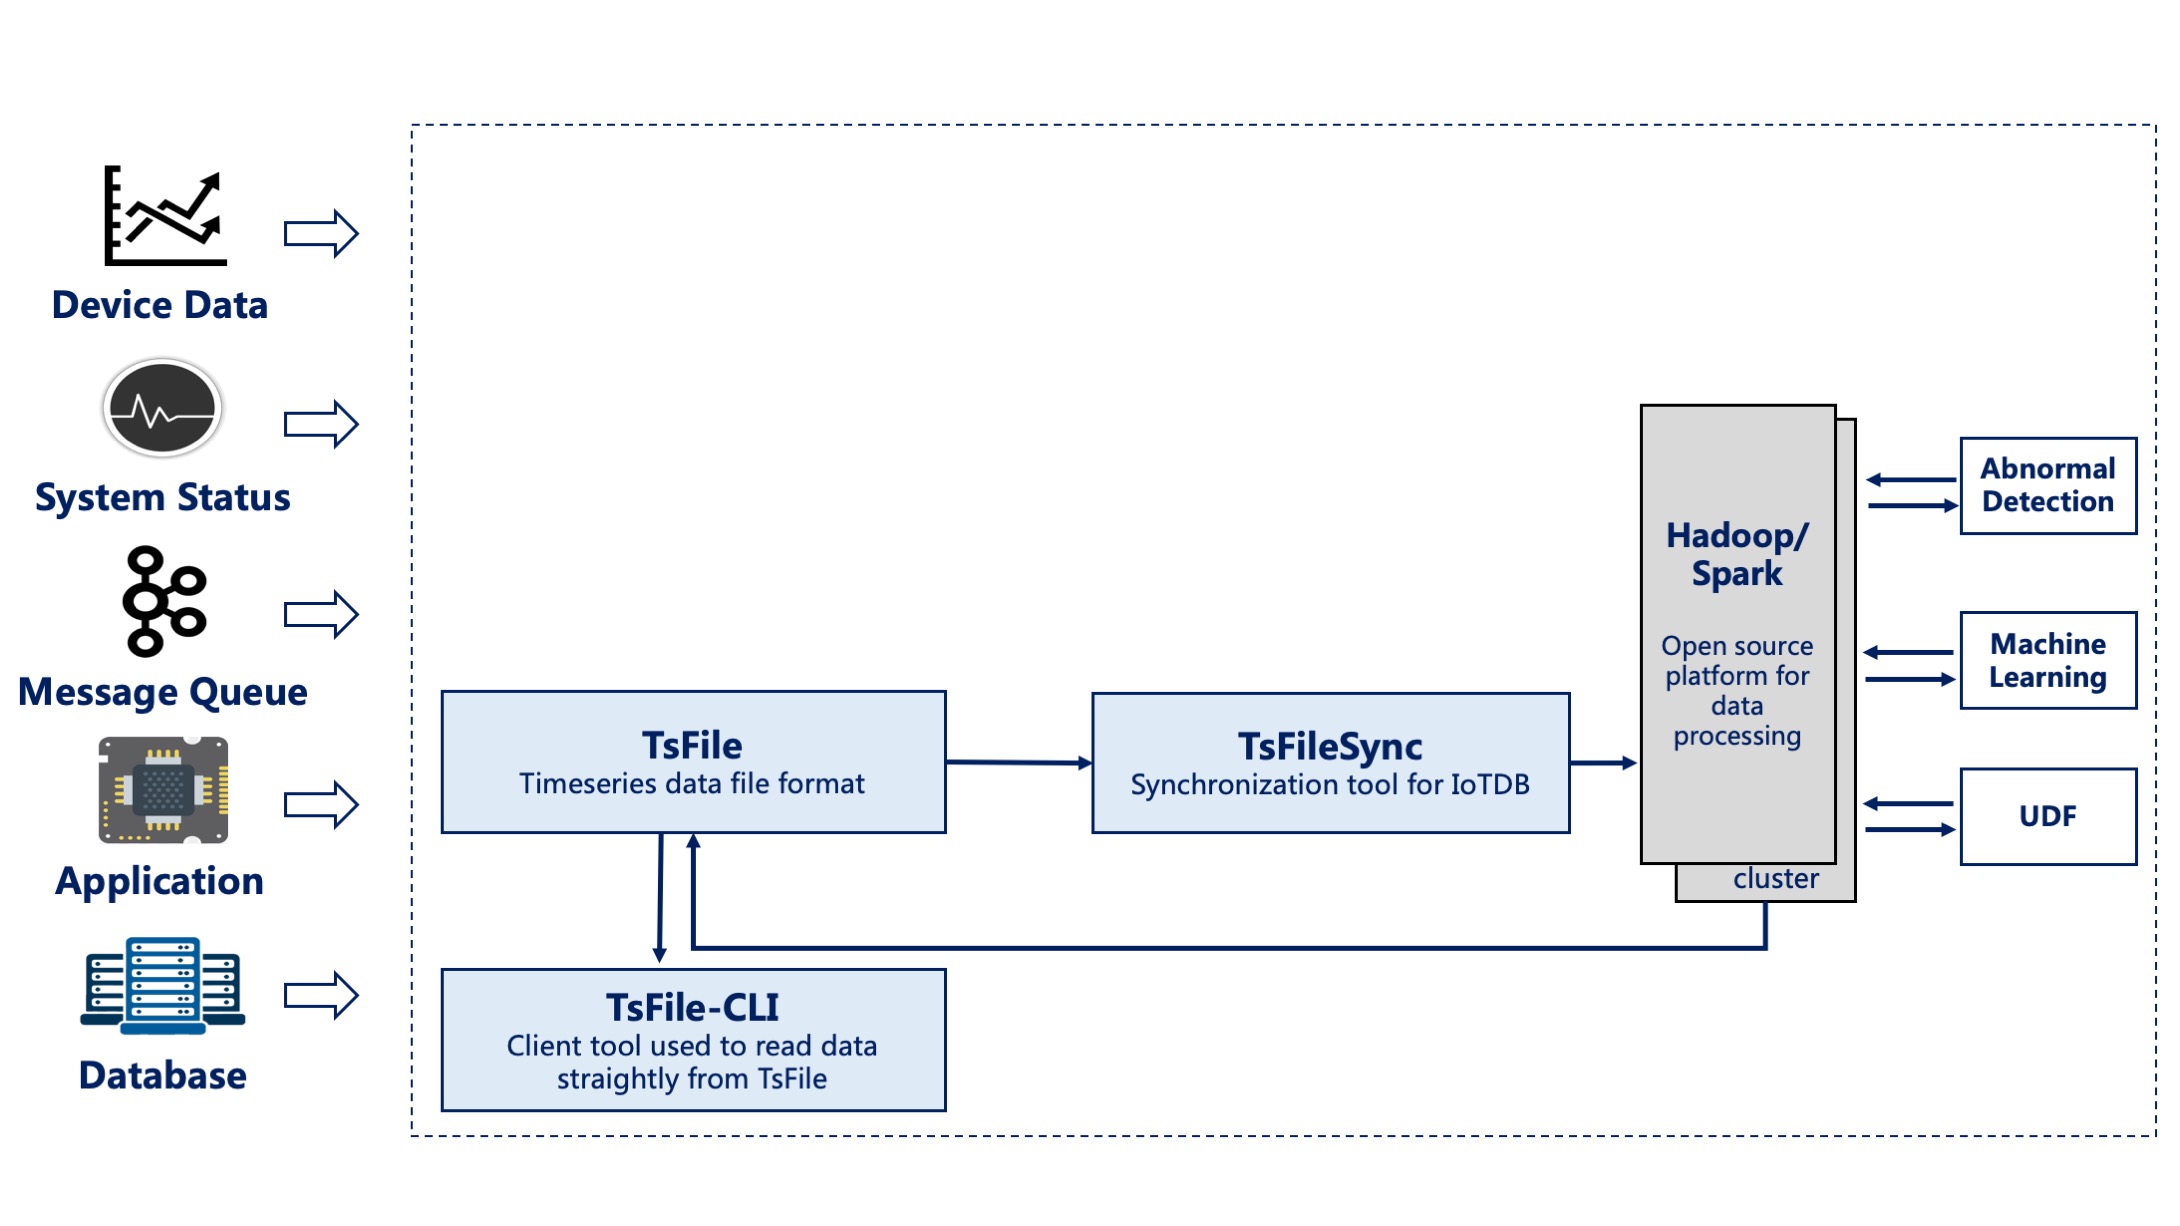 Device Data
System Status
Message Queue
Application
Database
TsFile
Timeseries data file format
TsFileSync
Synchronization tool for IoTDB
TsFile-CLI
Client tool used to read data
straightly from TsFile
Hadoop/
Spark
Open source
platform for
data
processing
cluster
Abnormal
Detection
Machine
Learning
UDF